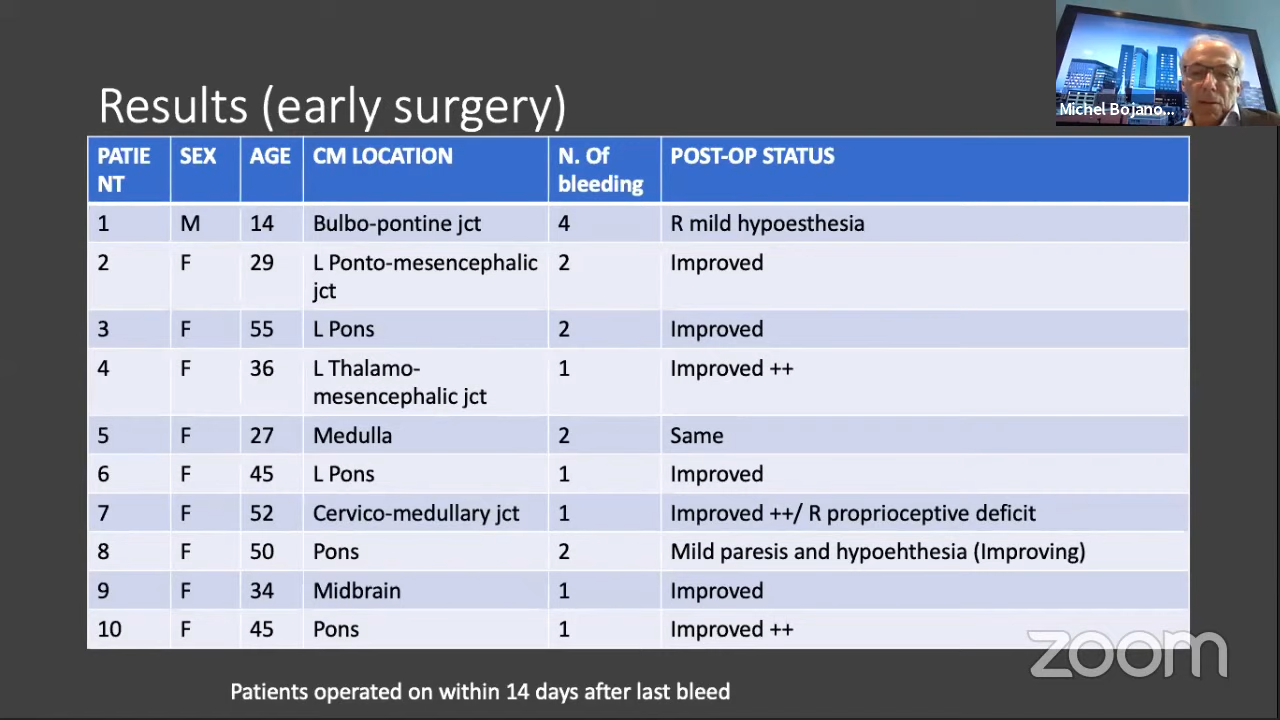 Michel Bojano...
Results (early surgery)
PATIE NT SEX AGE CM LOCATION N. Of bleeding POST-OP STATUS
1 M 14 Bulbo-pontine jct 4 R mild hypoesthesia
2 F 29 L Ponto-mesencephalic jct 2 Improved
3 F 55 L Pons 2 Improved
4 F 36 L Thalamo-mesencephalic jct 1 Improved ++
5 F 27 Medulla 2 Same
6 F 45 L Pons 1 Improved
7 F 52 Cervico-medullary jct 1 Improved ++/ R proprioceptive deficit
8 F 50 Pons 2 Mild paresis and hypoehthesia (Improving)
9 F 34 Midbrain 1 Improved
10 F 45 Pons 1 Improved ++
zoom
Patients operated on within 14 days after last bleed